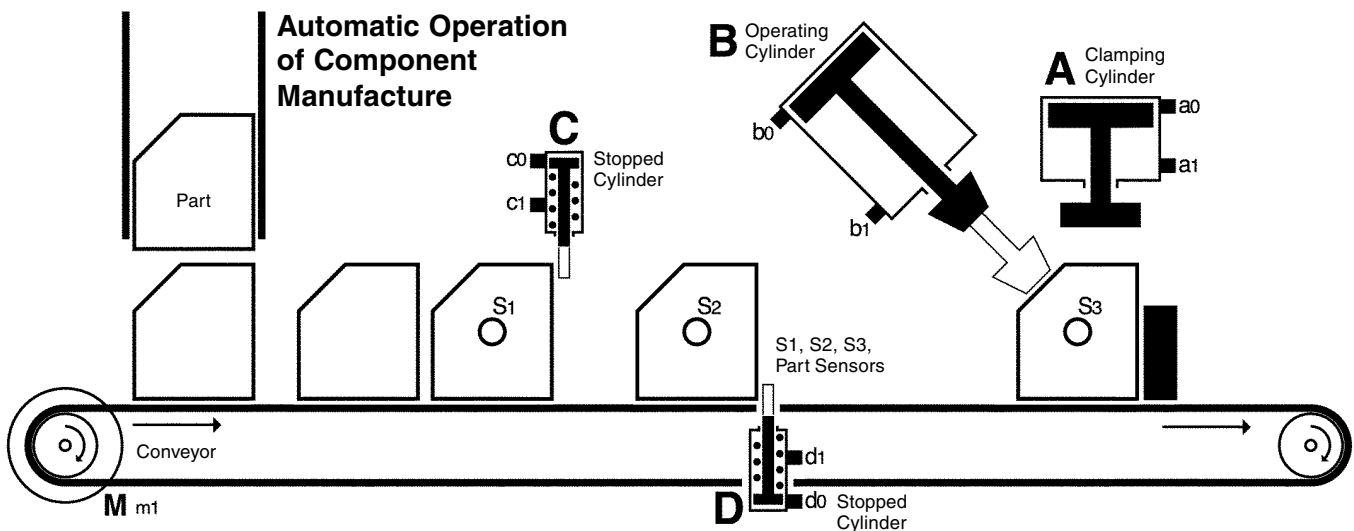 Automatic Operation
of Component
Manufacture
B Operating
Cylinder
A Clamping
Cylinder
a0
a1
b0
b1
C
c0
c1
Stopped
Cylinder
Part
S1
S2
S3
S1, S2, S3,
Part Sensors
Conveyor
M m1
D
d1
d0 Stopped
Cylinder